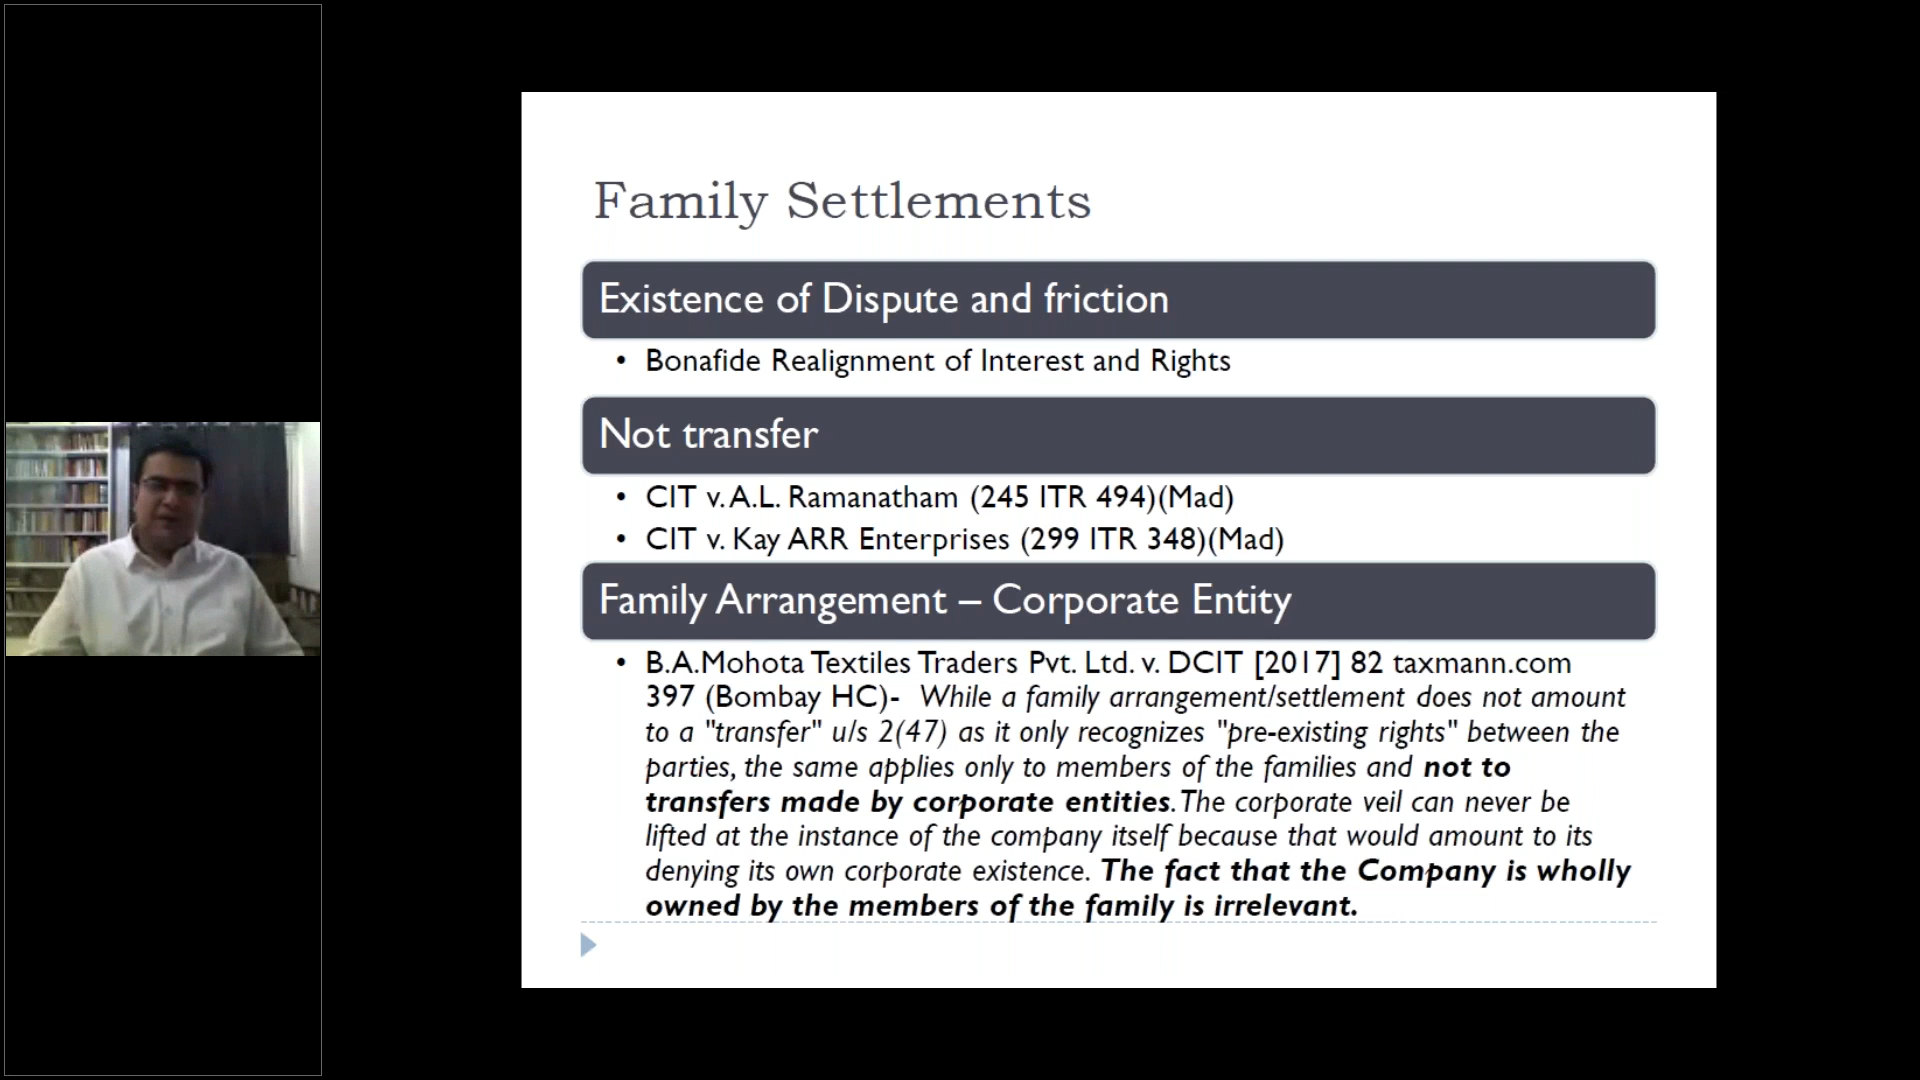 Family Settlements
Existence of Dispute and friction
• Bonafide Realignment of Interest and Rights
Not transfer
• CIT v. A.L. Ramanatham (245 ITR 494)(Mad)
• CIT v. Kay ARR Enterprises (299 ITR 348)(Mad)
Family Arrangement – Corporate Entity
• B.A.Mohota Textiles Traders Pvt. Ltd. v. DCIT [2017] 82 taxmann.com
397 (Bombay HC)- While a family arrangement/settlement does not amount
to a "transfer" u/s 2(47) as it only recognizes "pre-existing rights" between the
parties, the same applies only to members of the families and not to
transfers made by corporate entities. The corporate veil can never be
lifted at the instance of the company itself because that would amount to its
denying its own corporate existence. The fact that the Company is wholly
owned by the members of the family is irrelevant.